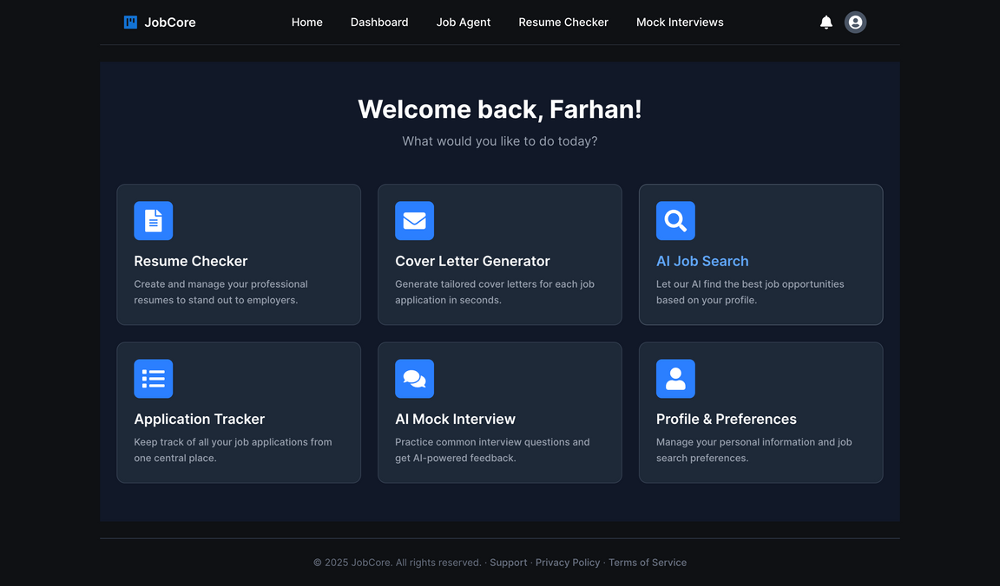 JobCore
Home Dashboard Job Agent Resume Checker Mock Interviews
Welcome back, Farhan!
What would you like to do today?
Resume Checker
Create and manage your professional
resumes to stand out to employers.
Cover Letter Generator
Generate tailored cover letters for each job
application in seconds.
AI Job Search
Let our AI find the best job opportunities
based on your profile.
Application Tracker
Keep track of all your job applications from
one central place.
AI Mock Interview
Practice common interview questions and
get AI-powered feedback.
Profile & Preferences
Manage your personal information and job
search preferences.
© 2025 JobCore. All rights reserved. · Support · Privacy Policy · Terms of Service